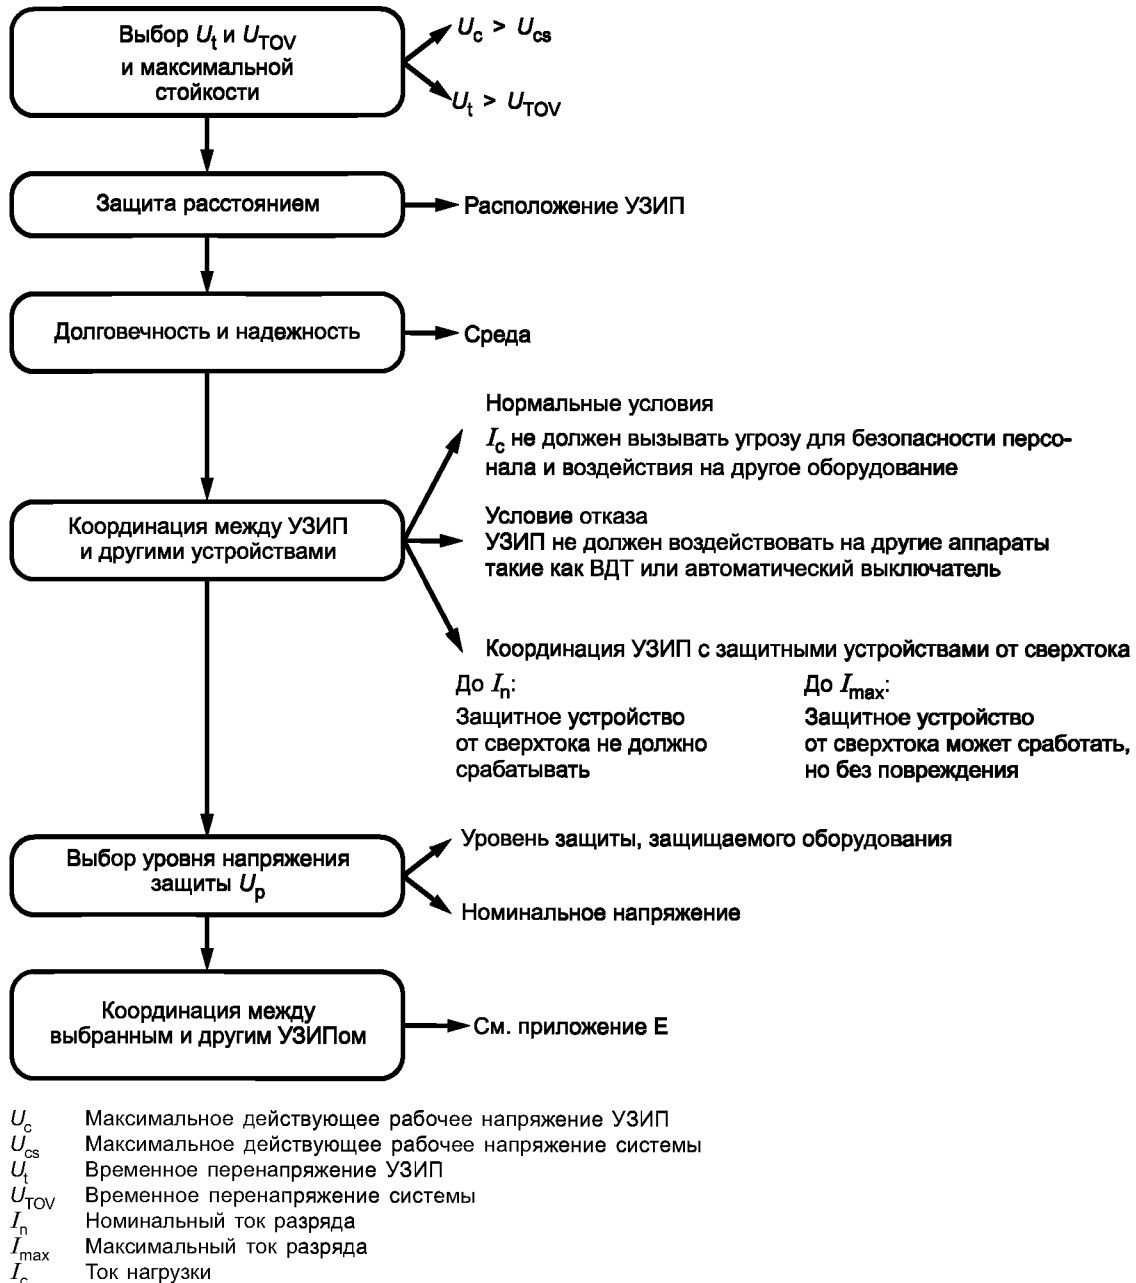 Выбор Ut и UTOV
и максимальной
стойкости
Uc > Ucs
Ut > UTOV
Защита расстоянием
Расположение УЗИП
Долговечность и надежность
Среда
Нормальные условия
Ic не должен вызывать угрозу для безопасности персо-
нала и воздействия на другое оборудование
Координация между УЗИП
и другими устройствами
Условие отказа
УЗИП не должен воздействовать на другие аппараты
такие как ВДТ или автоматический выключатель
Координация УЗИП с защитными устройствами от сверхтока
До In:
Защитное устройство
от сверхтока не должно
срабатывать
До Imax:
Защитное устройство
от сверхтока может сработать,
но без повреждения
Выбор уровня напряжения
защиты Up
Уровень защиты, защищаемого оборудования
Номинальное напряжение
Координация между
выбранным и другим УЗИПом
См. приложение Е
Uc Максимальное действующее рабочее напряжение УЗИП
Ucs Максимальное действующее рабочее напряжение системы
Ut Временное перенапряжение УЗИП
UTOV Временное перенапряжение системы
In Номинальный ток разряда
Imax Максимальный ток разряда
Ic Ток нагрузки